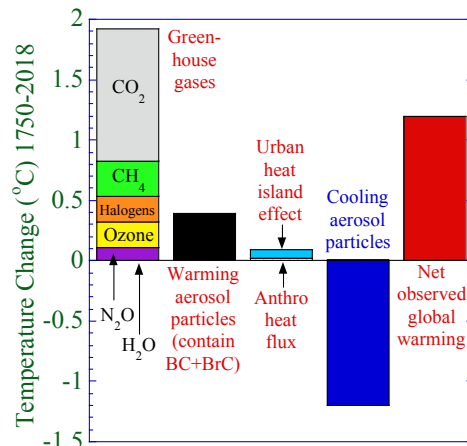 Temperature Change (°C) 1750-2018
2
1.5
1
0.5
0
-0.5
-1
-1.5
Green-
house
gases
CO2
CH4
Halogens
Ozone
N2O
H2O
Warming
aerosol
particles
(contain
BC+BrC)
Urban
heat
island
effect
Anthro
heat
flux
Cooling
aerosol
particles
Net
observed
global
warming